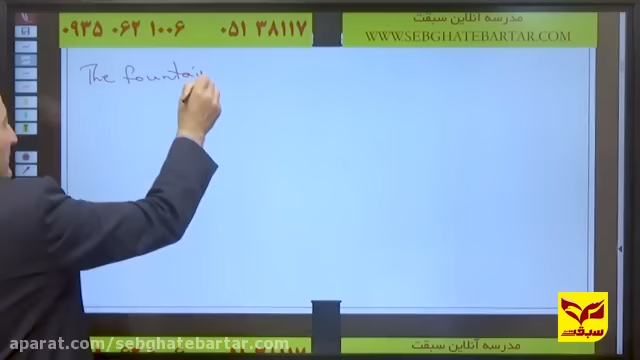 ۰۹۳۵ ۰۶۲ ۱۰۰۶
۰۵۱ ۳۸۱۱۷
مدرسه آنلاین سبقت
WWW.SEBGHATEBARTAR.COM
The fountai
سبقت
aparat.com/sebghatebartar.com
مدرسه آنلاین سبقت